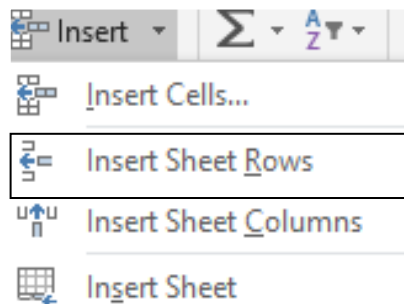 Insert
Insert Cells...
Insert Sheet Rows
Insert Sheet Columns
Insert Sheet